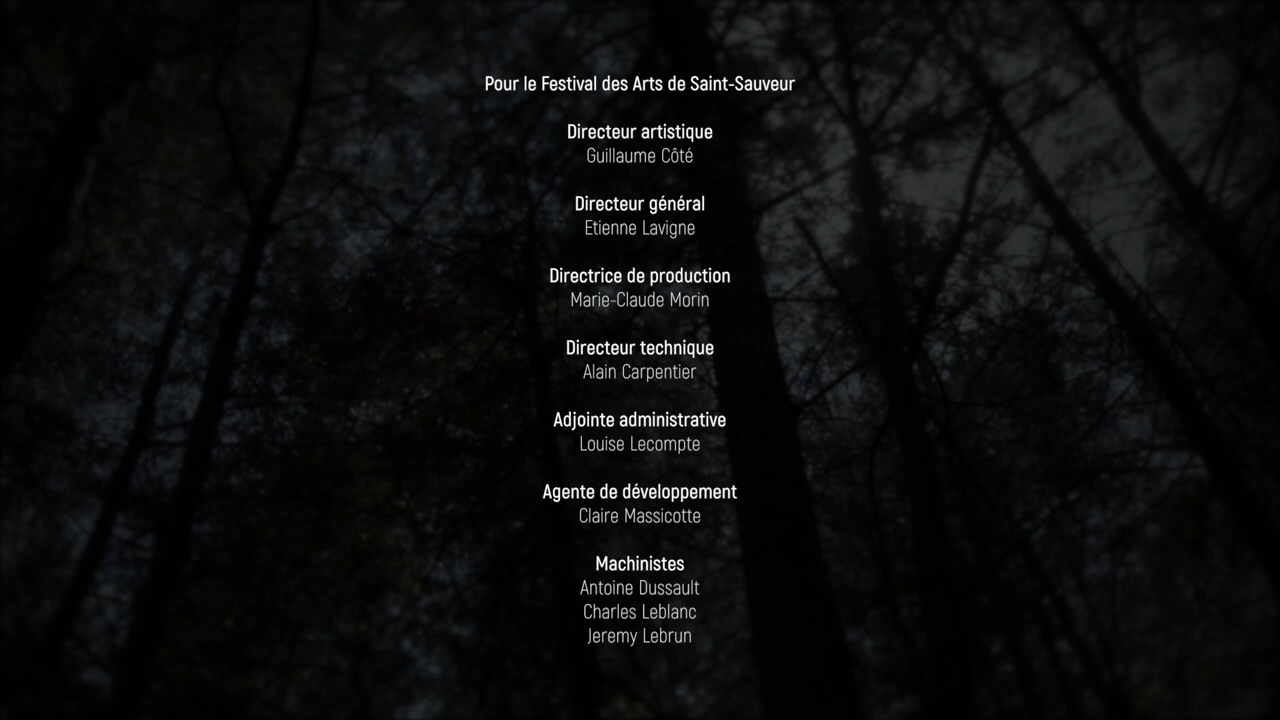 Pour le Festival des Arts de Saint-Sauveur
Directeur artistique
Guillaume Côté
Directeur général
Etienne Lavigne
Directrice de production
Marie-Claude Morin
Directeur technique
Alain Carpentier
Adjointe administrative
Louise Lecompte
Agente de développement
Claire Massicotte
Machinistes
Antoine Dussault
Charles Leblanc
Jeremy Lebrun